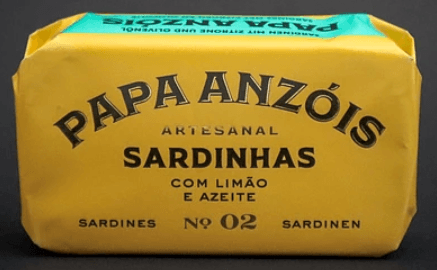 SARDINEN MIT ZITRONE UND OLIVENÖL
PAPA ANZÓIS
PAPA ANZÓIS
ARTESANAL
SARDINHAS
COM LIMÃO
E AZEITE
SARDINES Nº 02 SARDINEN